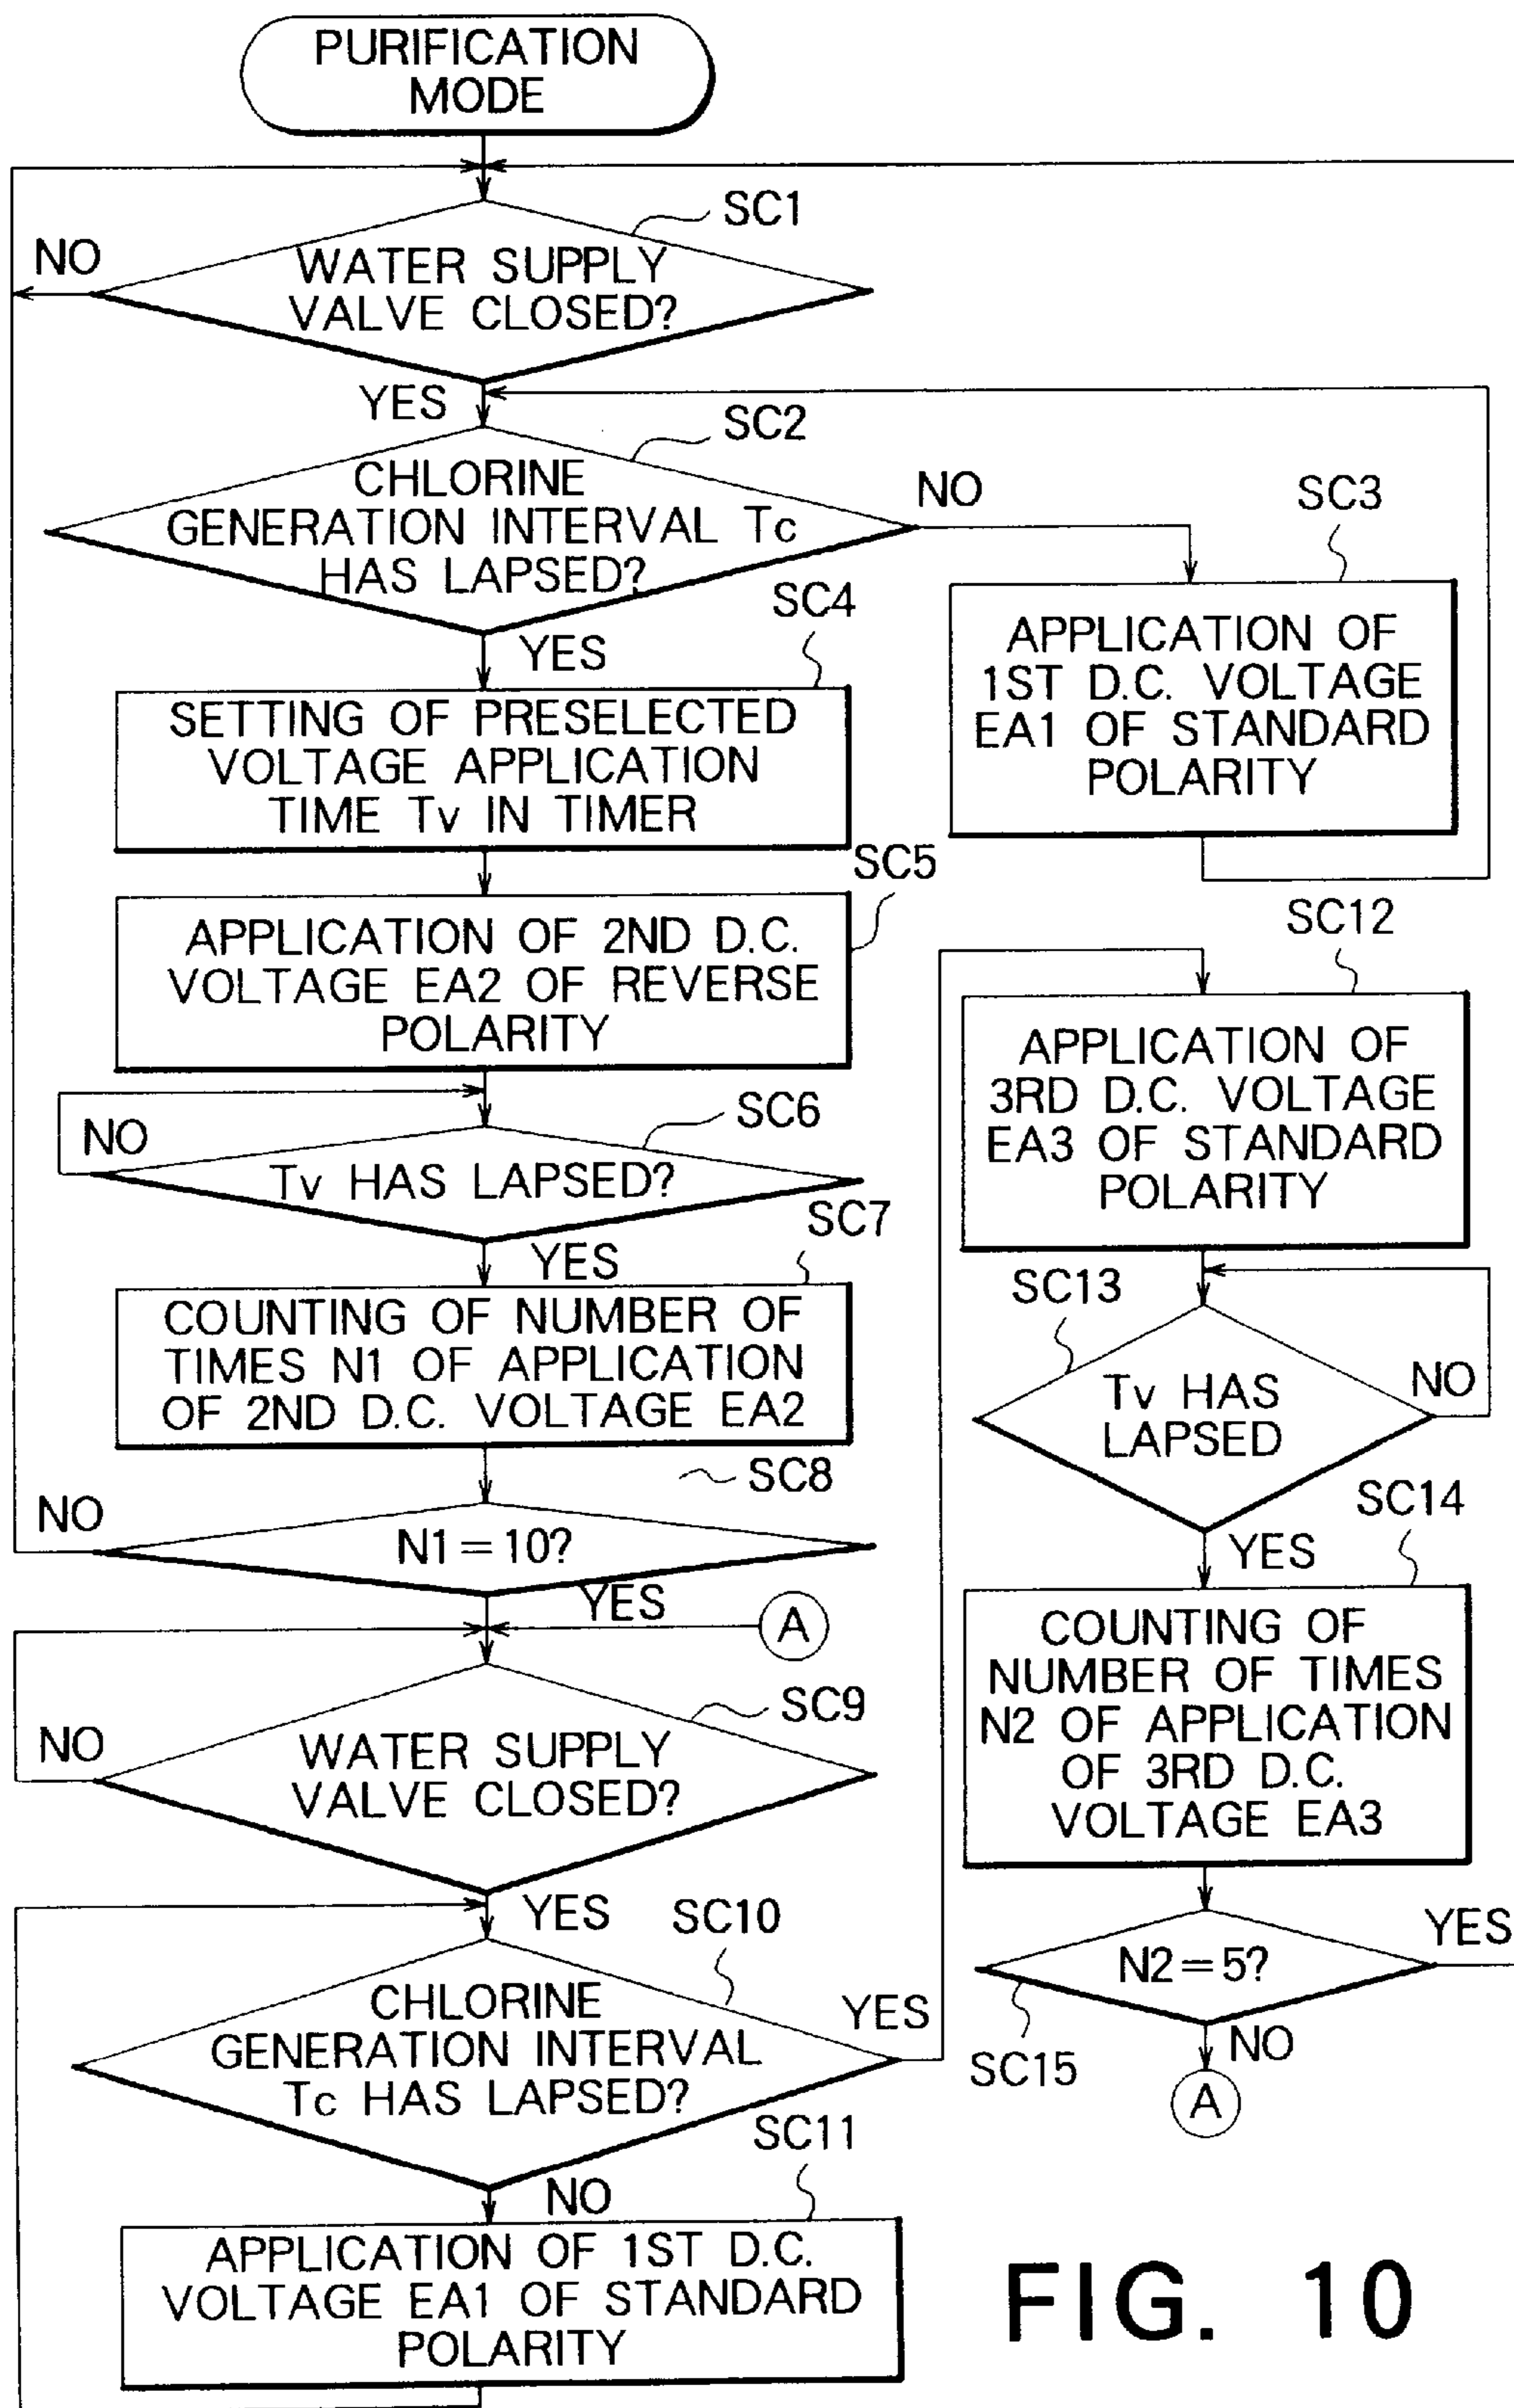 PURIFICATION
MODE
SC1
NO
WATER SUPPLY
VALVE CLOSED?
YES
SC2
CHLORINE
GENERATION INTERVAL Tc
HAS LAPSED?
NO
SC3
APPLICATION OF
1ST D.C. VOLTAGE
EA1 OF STANDARD
POLARITY
YES
SC4
SETTING OF PRESELECTED
VOLTAGE APPLICATION
TIME Tv IN TIMER
SC5
APPLICATION OF 2ND D.C.
VOLTAGE EA2 OF REVERSE
POLARITY
SC6
NO
Tv HAS LAPSED?
YES
SC7
COUNTING OF NUMBER OF
TIMES N1 OF APPLICATION
OF 2ND D.C. VOLTAGE EA2
SC8
NO
N1=10?
YES
A
SC9
NO
WATER SUPPLY
VALVE CLOSED?
YES
SC10
CHLORINE
GENERATION INTERVAL
Tc HAS LAPSED?
YES
NO
SC11
APPLICATION OF 1ST D.C.
VOLTAGE EA1 OF STANDARD
POLARITY
SC12
APPLICATION OF
3RD D.C. VOLTAGE
EA3 OF STANDARD
POLARITY
SC13
Tv HAS
LAPSED
NO
YES
SC14
COUNTING OF
NUMBER OF TIMES
N2 OF APPLICATION
OF 3RD D.C.
VOLTAGE EA3
N2=5?
YES
SC15
NO
A
FIG. 10